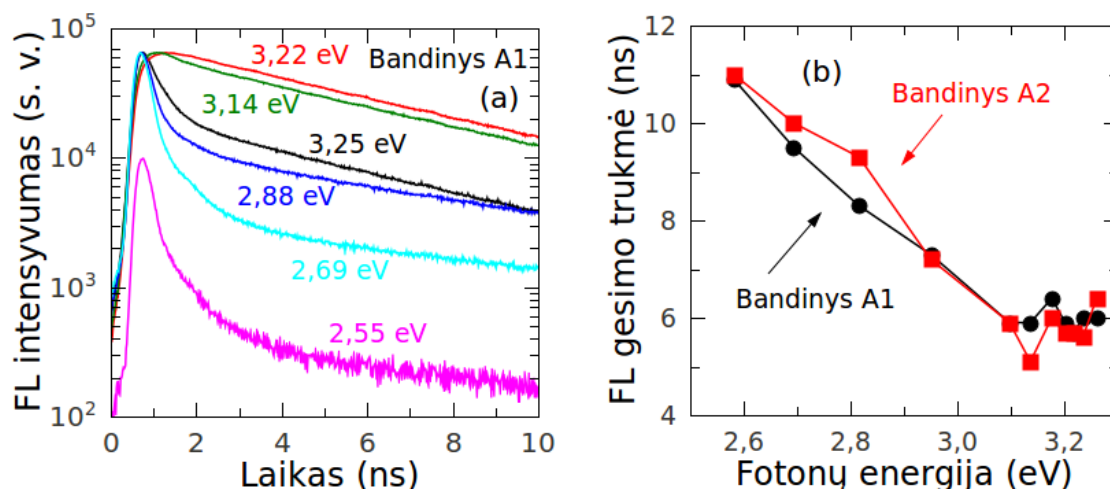 FL intensyvumas (s. v.)
10^5
10^4
10^3
10^2
3,22 eV
Bandinys A1
(a)
3,14 eV
3,25 eV
2,88 eV
2,69 eV
2,55 eV
0 2 4 6 8 10
Laikas (ns)
FL gesimo trukmė (ns)
12
10
8
6
4
(b)
Bandinys A2
Bandinys A1
2,6 2,8 3,0 3,2
Fotonų energija (eV)